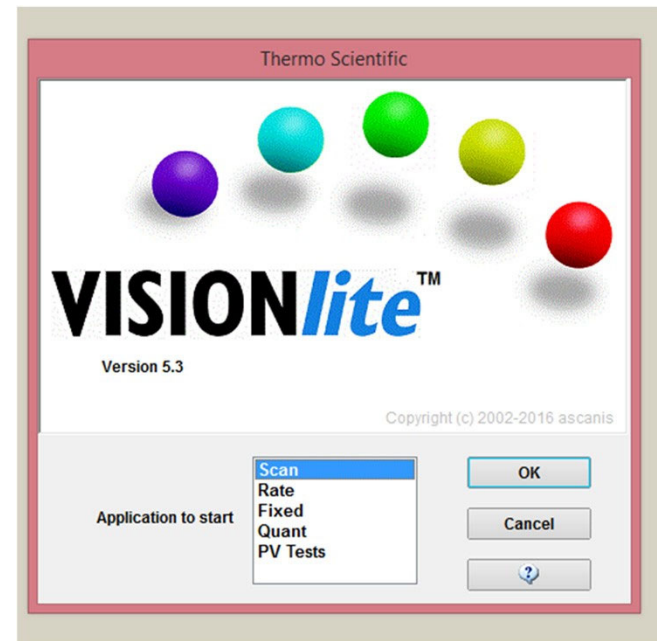 Thermo Scientific
VISIONlite™
Version 5.3
Copyright (c) 2002-2016 ascanis
Application to start
Scan
Rate
Fixed
Quant
PV Tests
OK
Cancel
?